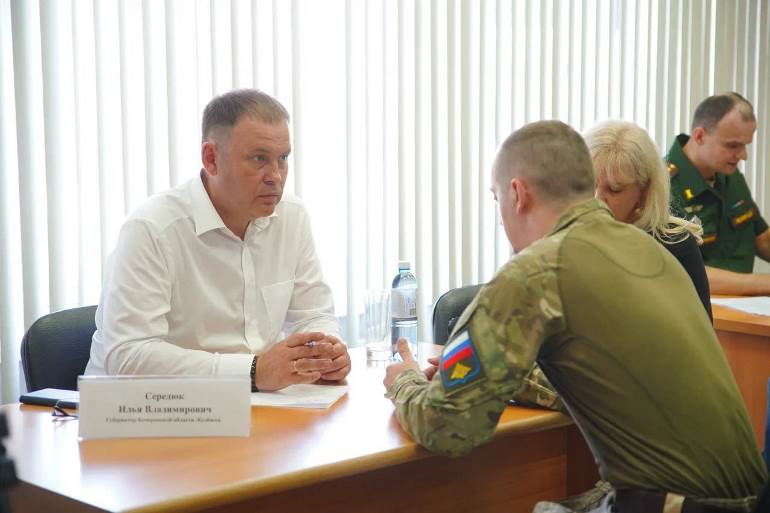 Середюк
Илья Владимирович
Губернатор Кемеровской области - Кузбасса